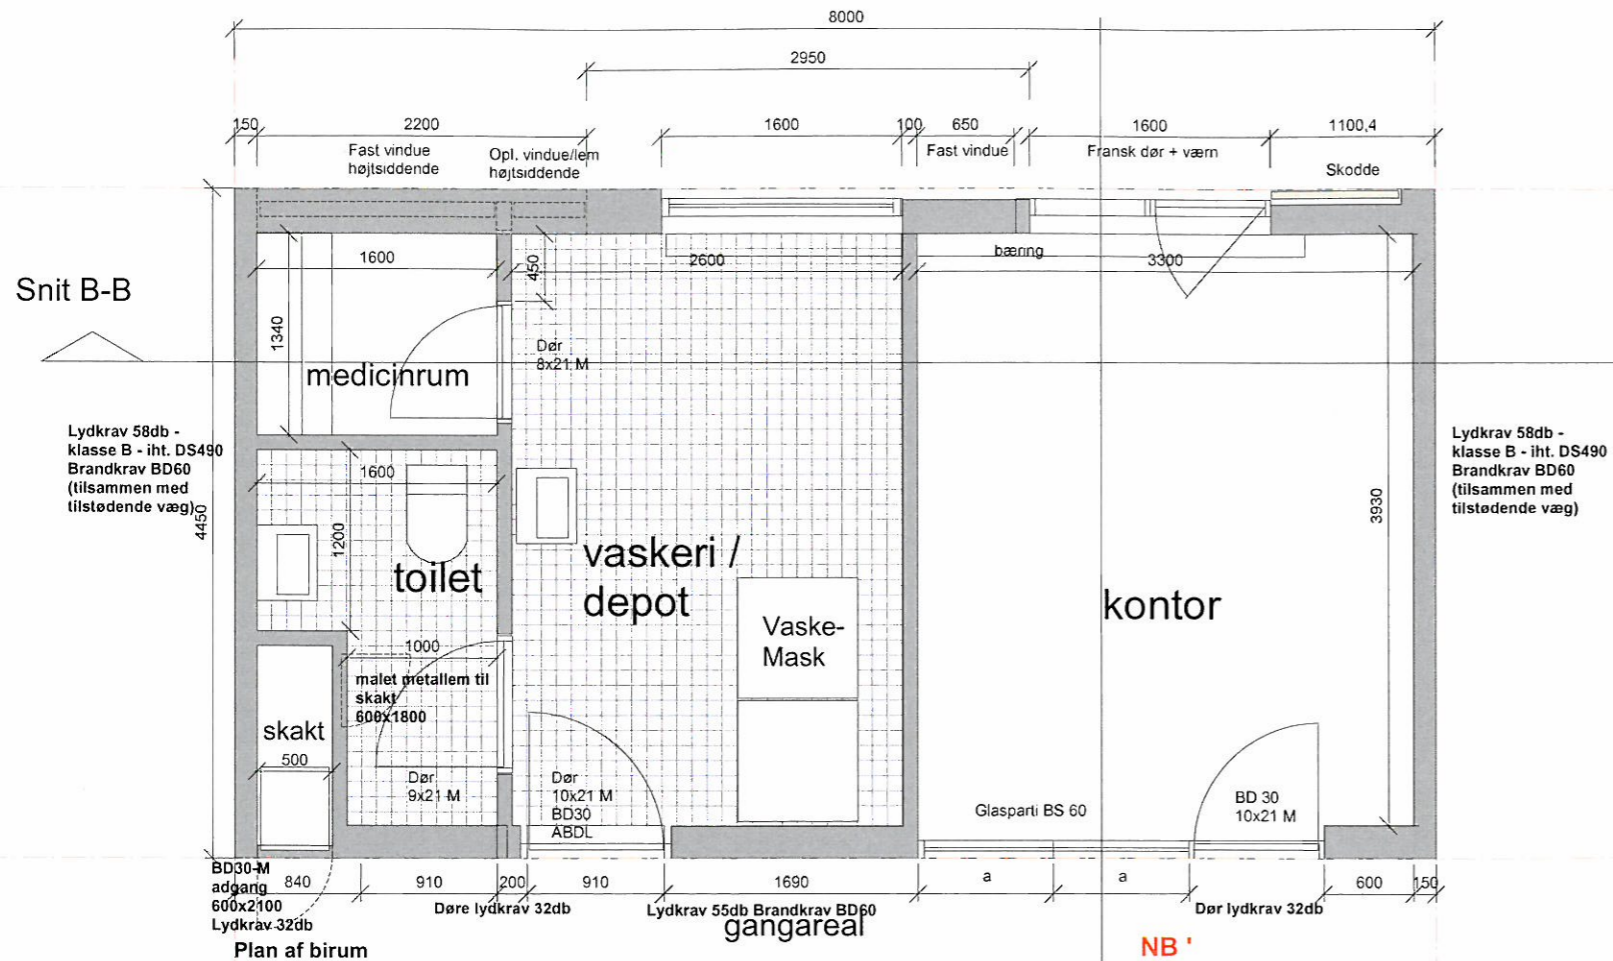 8000
2950
150
2200
1600
100
650
1600
1100,4
Fast vindue
højtsiddende
Opl. vindue/lem
højtsiddende
Fast vindue
Fransk dør + værn
Skodde
Snit B-B
1600
450
2600
bæring
3300
1340
Dør
8x21 M
medicinrum
Lydkrav 58db -
klasse B - iht. DS490
Brandkrav BD60
(tilsammen med
tilstødende væg)
4450
Lydkrav 58db -
klasse B - iht. DS490
Brandkrav BD60
(tilsammen med
tilstødende væg)
3930
1600
1200
toilet
vaskeri /
depot
Vaske-
Mask
kontor
1000
malet metallem til
skakt
600x1800
skakt
500
Dør
9x21 M
Dør
10x21 M
BD30
ABDL
Glasparti BS 60
BD 30
10x21 M
BD30-M
adgang
600x2100
Lydkrav 32db
840
910
200
910
1690
a
a
600
150
Døre lydkrav 32db
Lydkrav 55db Brandkrav BD60
Dør lydkrav 32db
gangareal
Plan af birum
NB '